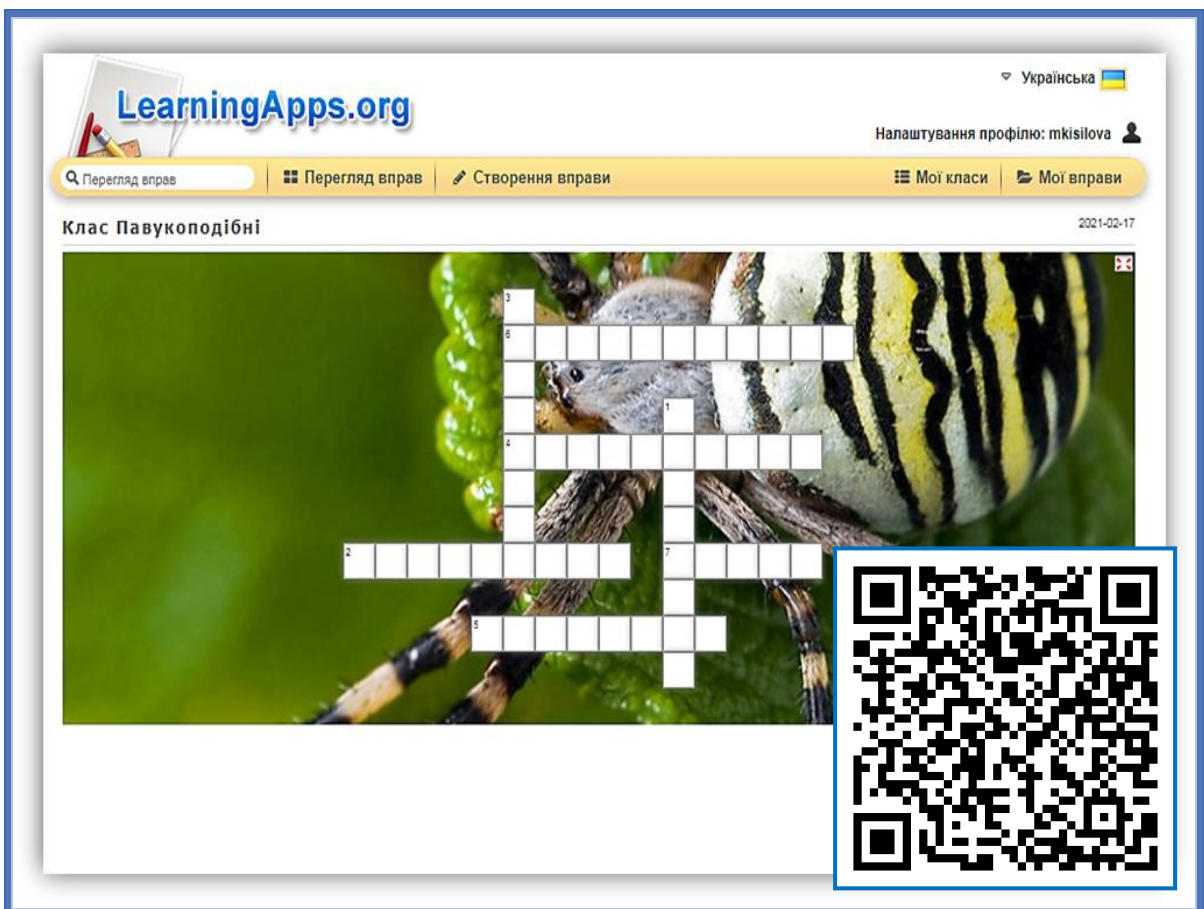 Українська
LearningApps.org
Налаштування профілю: mkisilova
Перегляд вправ
Перегляд вправ
Створення вправи
Мої класи
Мої вправи
Клас Павукоподібні
2021-02-17
3
6
1
4
2
7
5